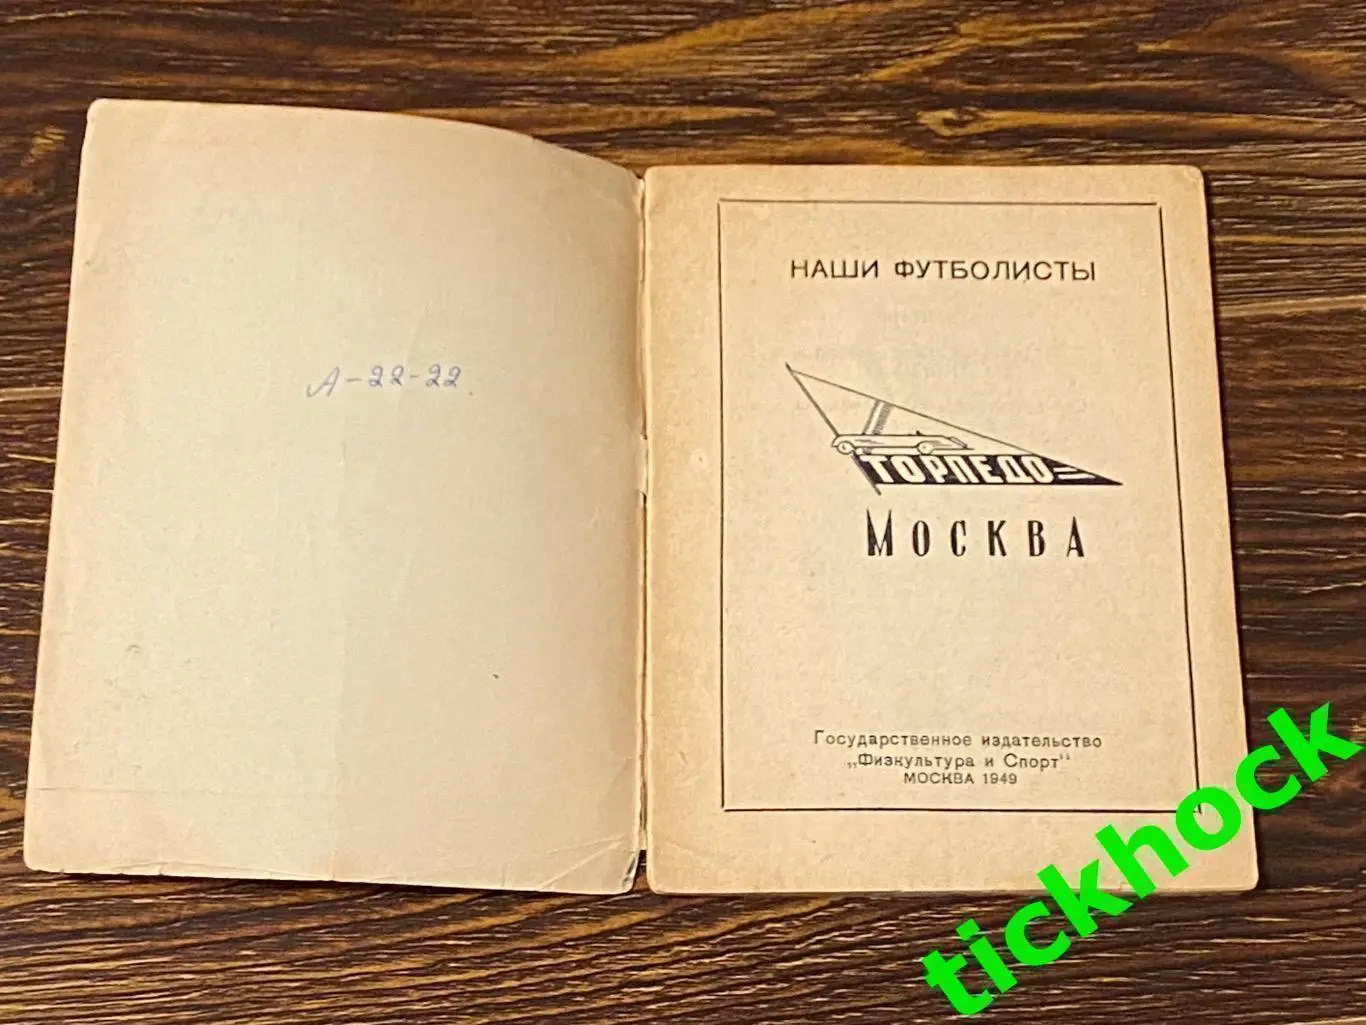 А-22-22.
НАШИ ФУТБОЛИСТЫ
ТОРПЕДО
МОСКВА
Государственное издательство
„Физкультура и Спорт"
МОСКВА 1949
tickhock